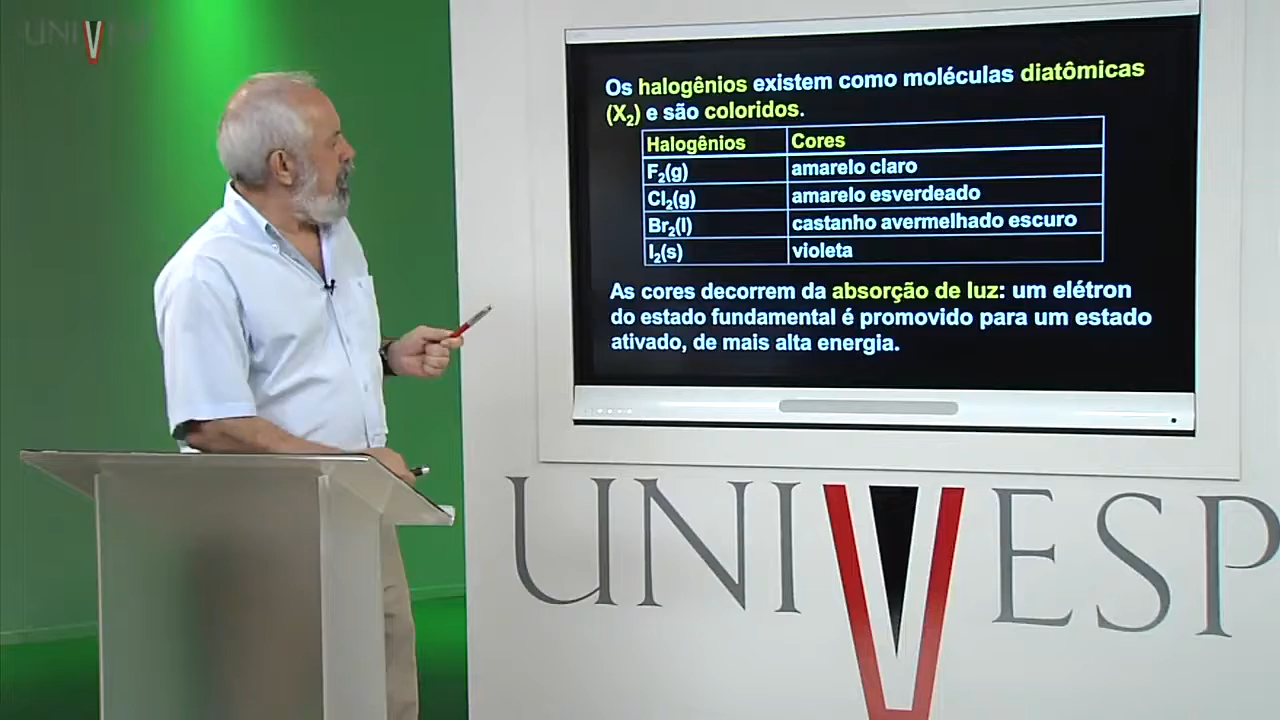 UNIVESP
Os halogênios existem como moléculas diatômicas
(X₂) e são coloridos.
Halogênios Cores
F₂(g) amarelo claro
Cl₂(g) amarelo esverdeado
Br₂(l) castanho avermelhado escuro
I₂(s) violeta
As cores decorrem da absorção de luz: um elétron
do estado fundamental é promovido para um estado
ativado, de mais alta energia.
UNIVESP